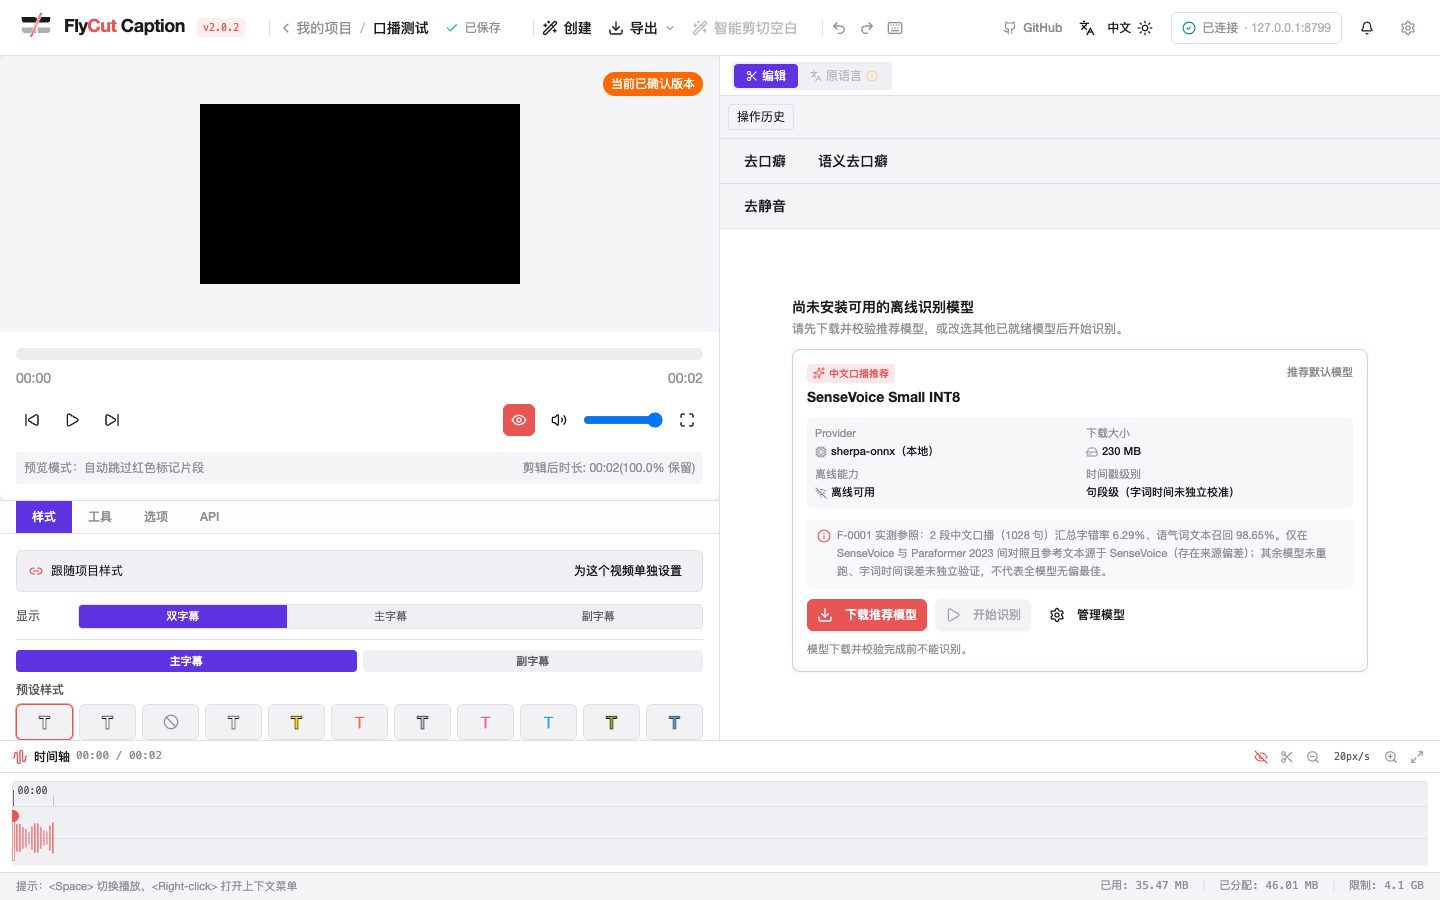 FlyCut Caption v2.0.2 我的项目 / 口播测试 已保存 创建 导出 智能剪切空白 GitHub 中文 已连接 · 127.0.0.1:8799
当前已确认版本
00:00 00:02
预览模式：自动跳过红色标记片段 剪辑后时长: 00:02(100.0% 保留)
样式 工具 选项 API
跟随项目样式 为这个视频单独设置
显示 双字幕 主字幕 副字幕
主字幕 副字幕
预设样式
T T T T T T T T T T
编辑 原语言
操作历史
去口癖 语义去口癖
去静音
尚未安装可用的离线识别模型
请先下载并校验推荐模型，或改选其他已就绪模型后开始识别。
中文口播推荐 推荐默认模型
SenseVoice Small INT8
Provider 下载大小
sherpa-onnx（本地） 230 MB
离线能力 时间戳级别
离线可用 句段级（字词时间未独立校准）
F-0001 实测参照：2 段中文口播（1028 句）汇总字错率 6.29%、语气词文本召回 98.65%。仅在
SenseVoice 与 Paraformer 2023 间对照且参考文本源于 SenseVoice（存在来源偏差）；其余模型未重
跑、字词时间误差未独立验证，不代表全模型无偏最佳。
下载推荐模型 开始识别 管理模型
模型下载并校验完成前不能识别。
时间轴 00:00 / 00:02 20px/s
00:00
提示：<Space> 切换播放，<Right-click> 打开上下文菜单 已用: 35.47 MB 已分配: 46.01 MB 限制: 4.1 GB